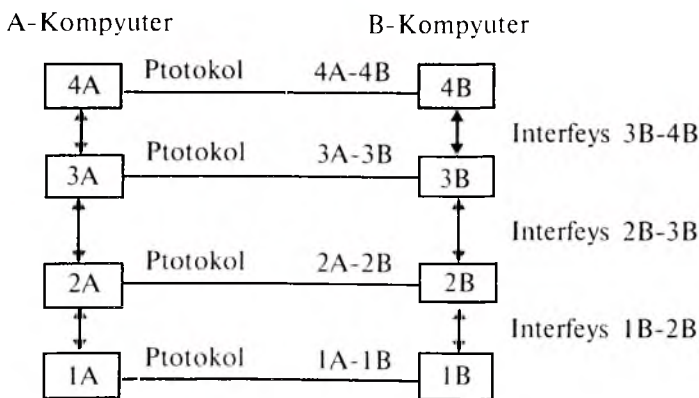 A-Kompyuter B-Kompyuter
4A Ptotokol 4A-4B 4B
Interfeys 3B-4B
3A Ptotokol 3A-3B 3B
Interfeys 2B-3B
2A Ptotokol 2A-2B 2B
Interfeys 1B-2B
1A Ptotokol 1A-1B 1B